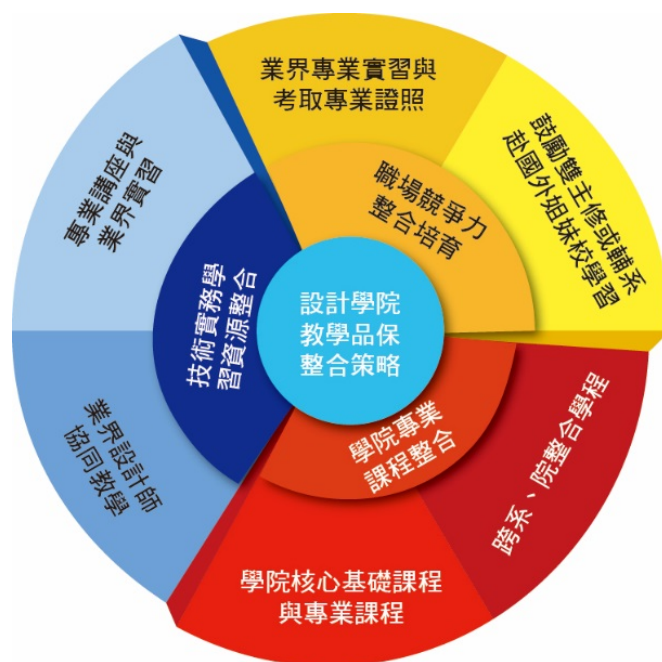 設計學院
教學品保
整合策略
職場競爭力
整合培育
業界專業實習與
考取專業證照
鼓勵雙主修或輔系
赴國外姐妹校學習
學院專業
課程整合
跨系、院整合學程
學院核心基礎課程
與專業課程
技術實務學
習資源整合
業界設計師
協同教學
專業講座與
業界實習